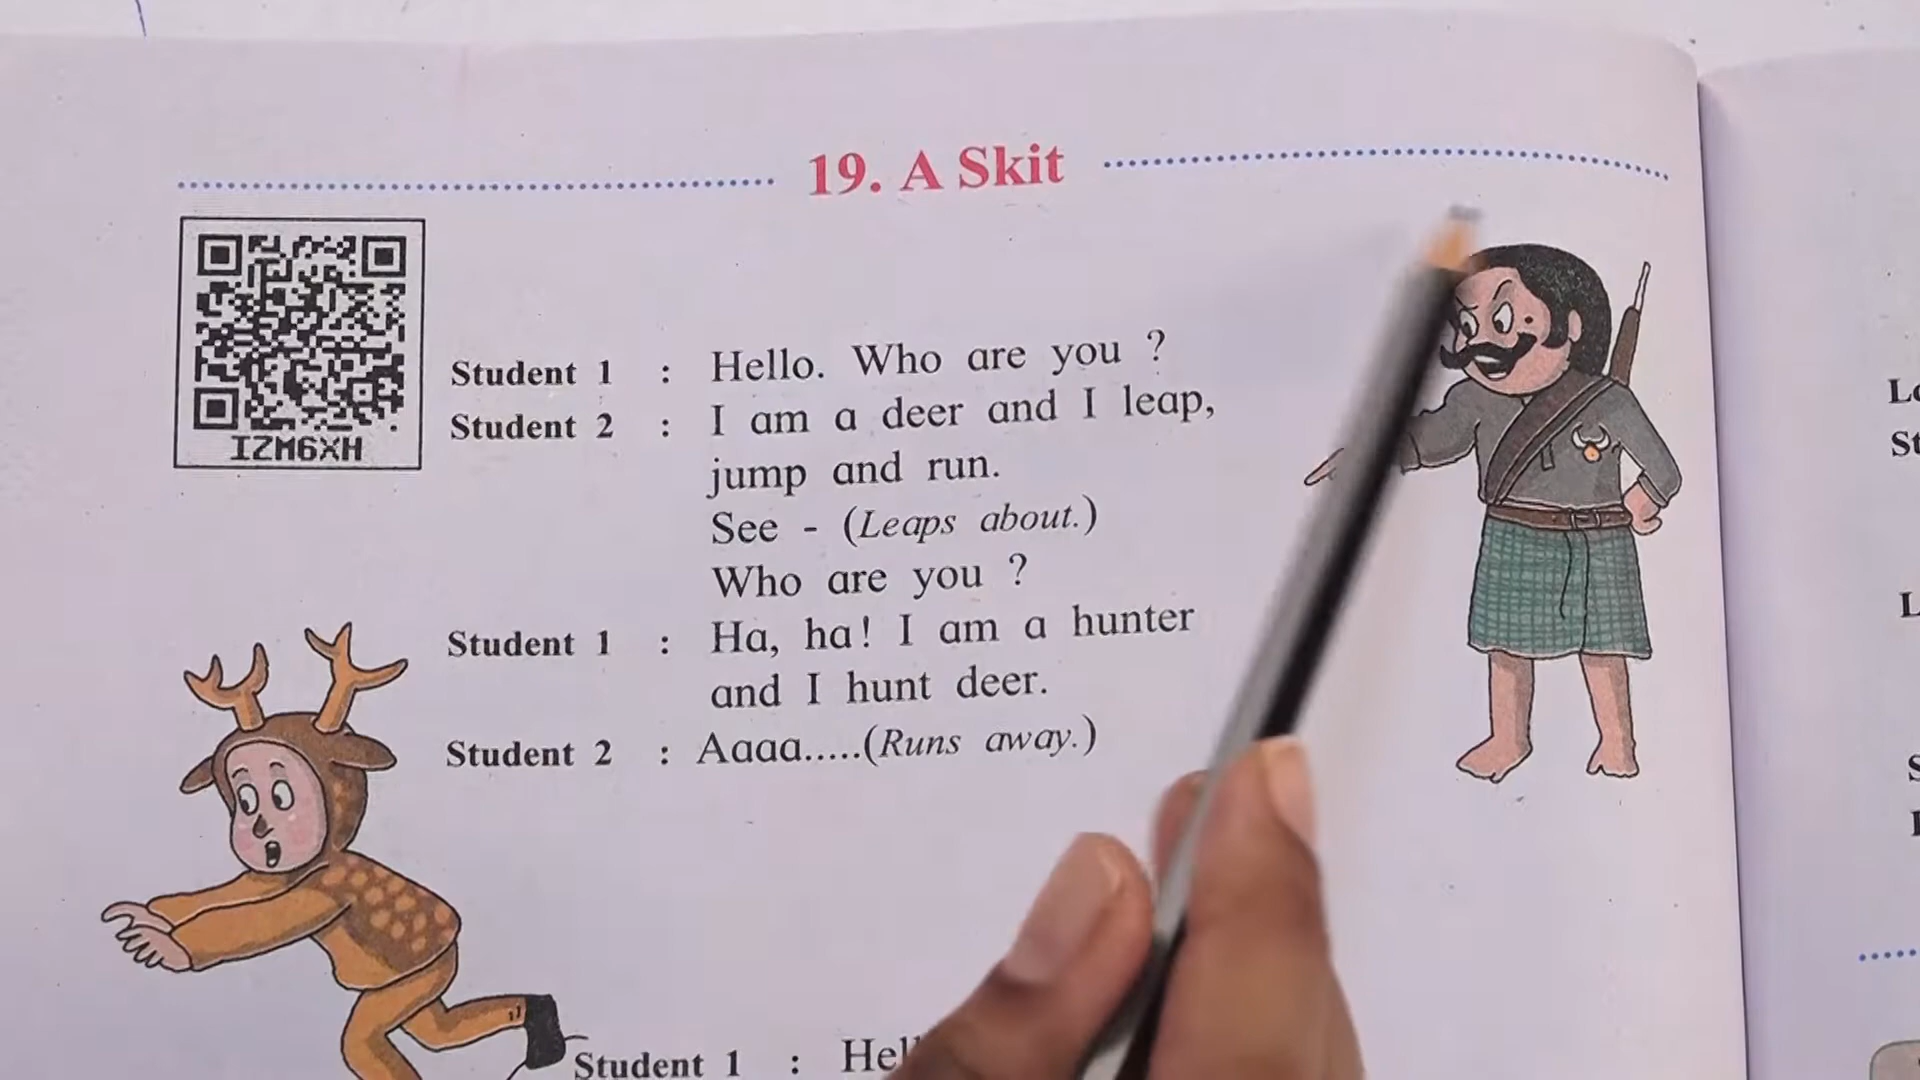 19. A Skit
IZM6XH
Student 1 : Hello. Who are you ?
Student 2 : I am a deer and I leap,
jump and run.
See - (Leaps about.)
Who are you ?
Student 1 : Ha, ha! I am a hunter
and I hunt deer.
Student 2 : Aaaa.....(Runs away.)
Student 1 :